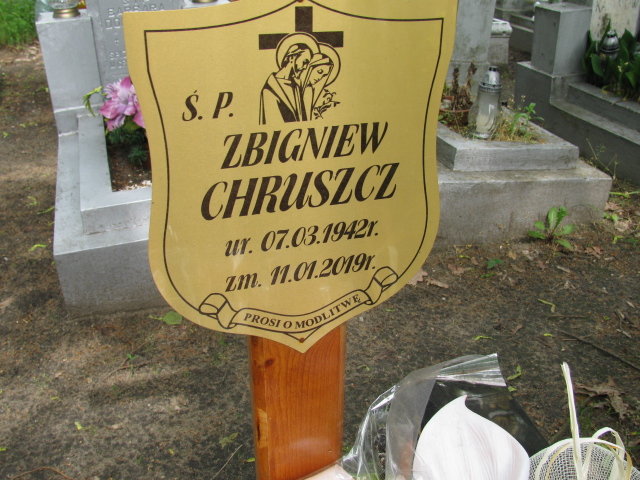 Ś. P.
ZBIGNIEW
CHRUSZCZ
ur. 07.03.1942r.
zm. 11.01.2019r.
PROSI O MODLITWĘ